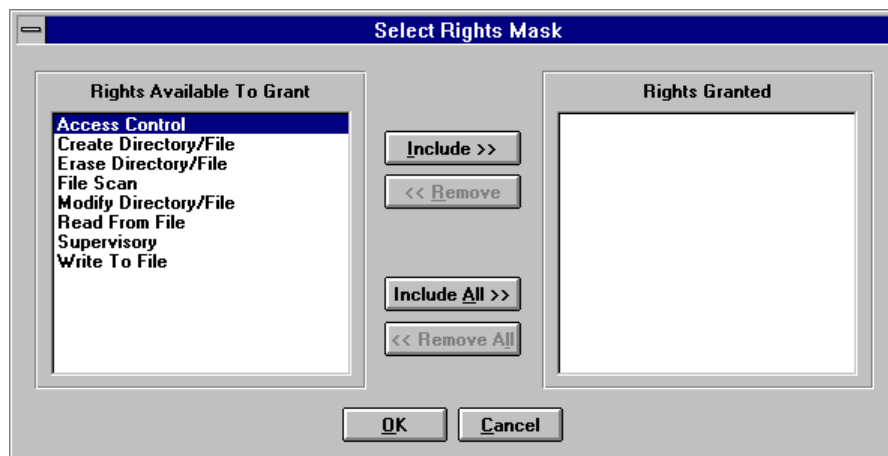 Select Rights Mask
Rights Available To Grant
Access Control
Create Directory/File
Erase Directory/File
File Scan
Modify Directory/File
Read From File
Supervisory
Write To File
Include >>
<< Remove
Include All >>
<< Remove All
Rights Granted
OK
Cancel